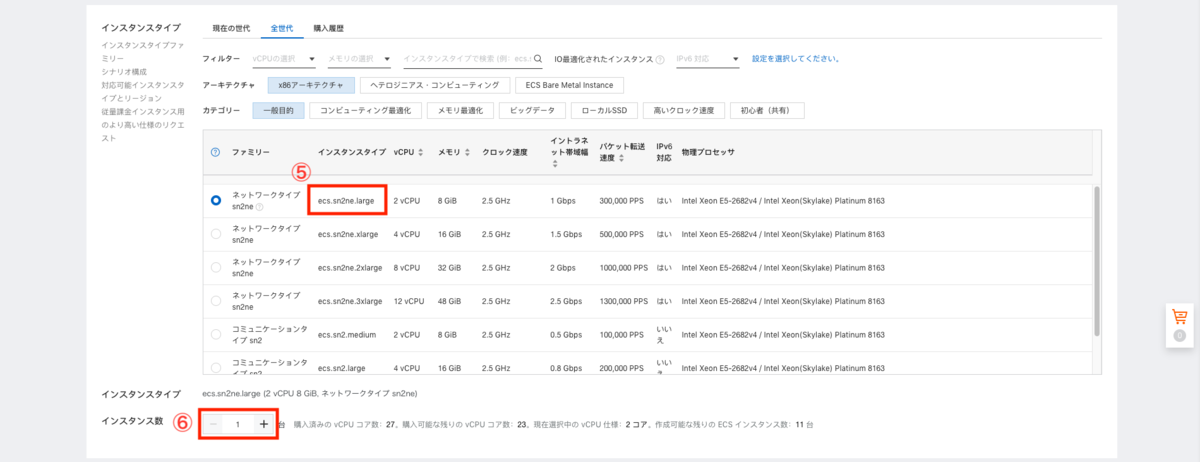 インスタンスタイプ
インスタンスタイプファ
ミリー
シナリオ構成
対応可能インスタンスタ
イプとリージョン
従量課金インスタンス用
のより高い仕様のリクエ
スト
現在の世代 全世代 購入履歴
フィルター vCPUの選択 メモリの選択 インスタンスタイプで検索 (例: ecs.s IO最適化されたインスタンス ? IPv6 対応 設定を選択してください。
アーキテクチャ x86アーキテクチャ ヘテロジニアス・コンピューティング ECS Bare Metal Instance
カテゴリー 一般目的 コンピューティング最適化 メモリ最適化 ビッグデータ ローカルSSD 高いクロック速度 初心者（共有）
? ファミリー インスタンスタイプ vCPU メモリ クロック速度 イントラネ
ット帯域幅 パケット転送
速度 IPv6
対応 物理プロセッサ
⑤
ネットワークタイプ
sn2ne ? ecs.sn2ne.large 2 vCPU 8 GiB 2.5 GHz 1 Gbps 300,000 PPS はい Intel Xeon E5-2682v4 / Intel Xeon(Skylake) Platinum 8163
ネットワークタイプ
sn2ne ecs.sn2ne.xlarge 4 vCPU 16 GiB 2.5 GHz 1.5 Gbps 500,000 PPS はい Intel Xeon E5-2682v4 / Intel Xeon(Skylake) Platinum 8163
ネットワークタイプ
sn2ne ecs.sn2ne.2xlarge 8 vCPU 32 GiB 2.5 GHz 2 Gbps 1000,000 PPS はい Intel Xeon E5-2682v4 / Intel Xeon(Skylake) Platinum 8163
ネットワークタイプ
sn2ne ecs.sn2ne.3xlarge 12 vCPU 48 GiB 2.5 GHz 2.5 Gbps 1300,000 PPS はい Intel Xeon E5-2682v4 / Intel Xeon(Skylake) Platinum 8163
コミュニケーションタ
イプ sn2 ecs.sn2.medium 2 vCPU 8 GiB 2.5 GHz 0.5 Gbps 100,000 PPS いい
え Intel Xeon E5-2682v4 / Intel Xeon(Skylake) Platinum 8163
コミュニケーションタ
イプ sn2 ecs.sn2.large 4 vCPU 16 GiB 2.5 GHz 0.8 Gbps 200,000 PPS いい
え Intel Xeon E5-2682v4 / Intel Xeon(Skylake) Platinum 8163
インスタンスタイプ ecs.sn2ne.large (2 vCPU 8 GiB, ネットワークタイプ sn2ne)
インスタンス数 ⑥ − 1 + 台 購入済みの vCPU コア数: 27, 購入可能な残りの vCPU コア数: 23, 現在選択中の vCPU 仕様: 2 コア, 作成可能な残りの ECS インスタンス数: 11 台
0